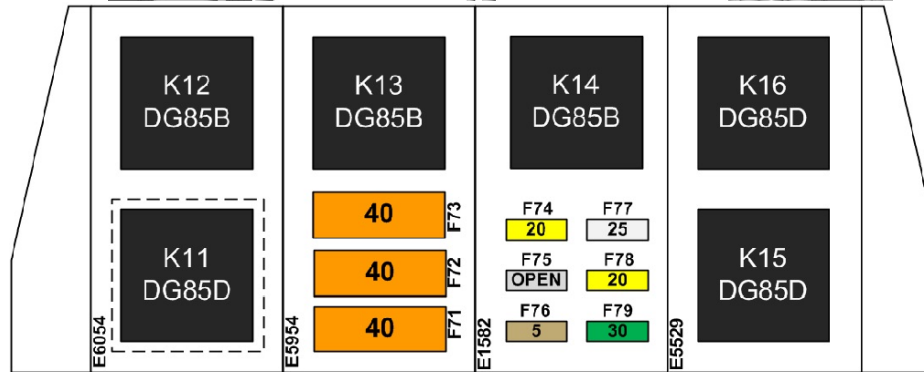 K12
DG85B
K13
DG85B
K14
DG85B
K16
DG85D
K11
DG85D
40
F73
40
F72
40
F71
F74
20
F77
25
F75
OPEN
F78
20
F76
5
F79
30
K15
DG85D
E6054
E5954
E1582
E5529